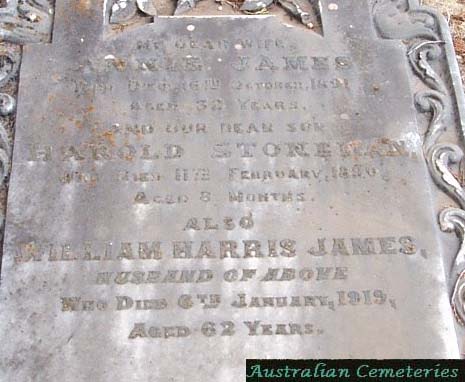 MY DEAR WIFE,
ANNIE JAMES
WHO DIED 16TH OCTOBER, 1891
AGED 32 YEARS.
AND OUR DEAR SON
HAROLD STONEMAN,
WHO DIED 11TH FEBRUARY, 1890,
AGED 8 MONTHS.
ALSO
WILLIAM HARRIS JAMES,
HUSBAND OF ABOVE
WHO DIED 6TH JANUARY, 1919,
AGED 62 YEARS.
Australian Cemeteries